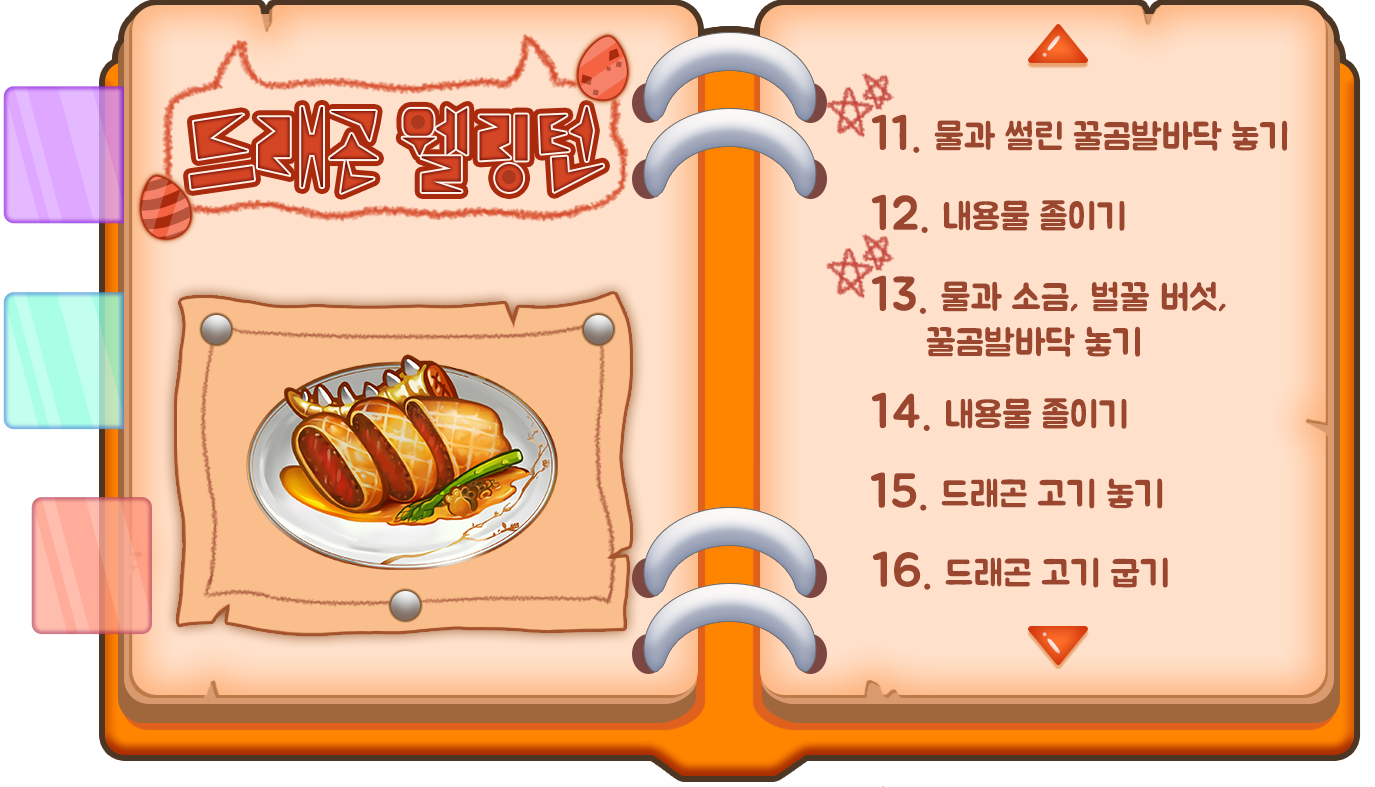 드래곤 웰링턴
11. 물과 썰린 꿀곰발바닥 놓기
12. 내용물 졸이기
13. 물과 소금, 벌꿀 버섯,
꿀곰발바닥 놓기
14. 내용물 졸이기
15. 드래곤 고기 놓기
16. 드래곤 고기 굽기